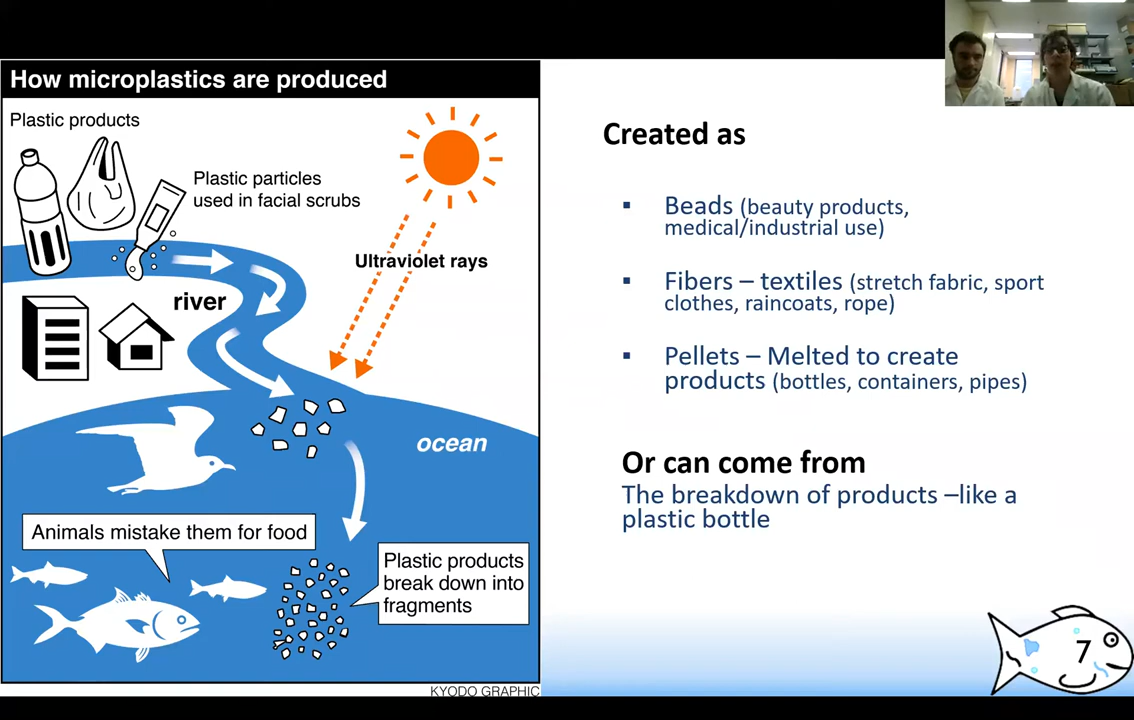 How microplastics are produced
Plastic products
Plastic particles
used in facial scrubs
Ultraviolet rays
river
ocean
Animals mistake them for food
Plastic products
break down into
fragments
KYODO GRAPHIC
Created as
▪ Beads (beauty products,
medical/industrial use)
▪ Fibers – textiles (stretch fabric, sport
clothes, raincoats, rope)
▪ Pellets – Melted to create
products (bottles, containers, pipes)
Or can come from
The breakdown of products –like a
plastic bottle
7